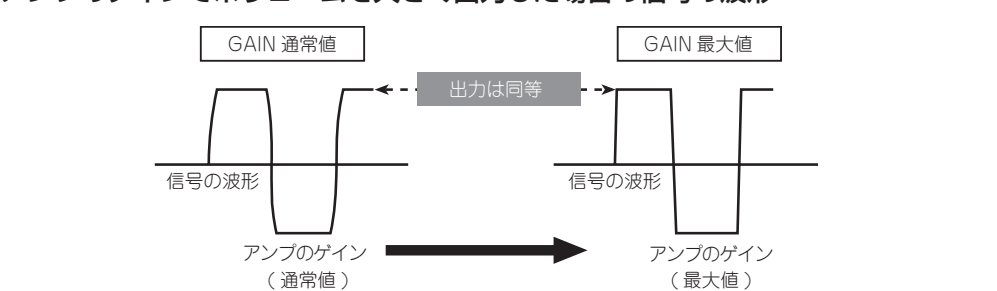 GAIN 通常値
GAIN 最大値
出力は同等
信号の波形
信号の波形
アンプのゲイン
（通常値）
アンプのゲイン
（最大値）